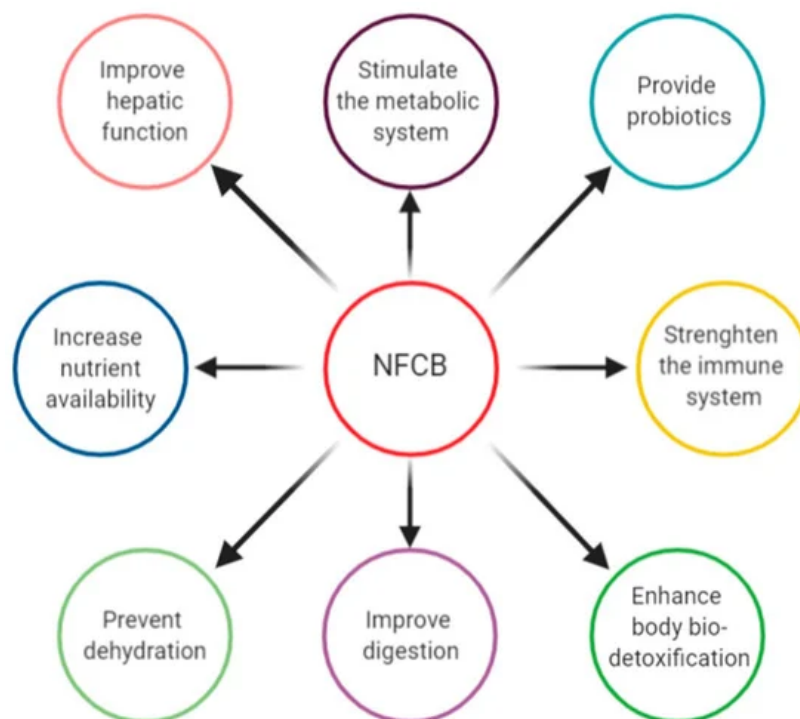 Improve
hepatic
function
Stimulate
the metabolic
system
Provide
probiotics
Increase
nutrient
availability
NFCB
Strenghten
the immune
system
Prevent
dehydration
Improve
digestion
Enhance
body bio-
detoxification